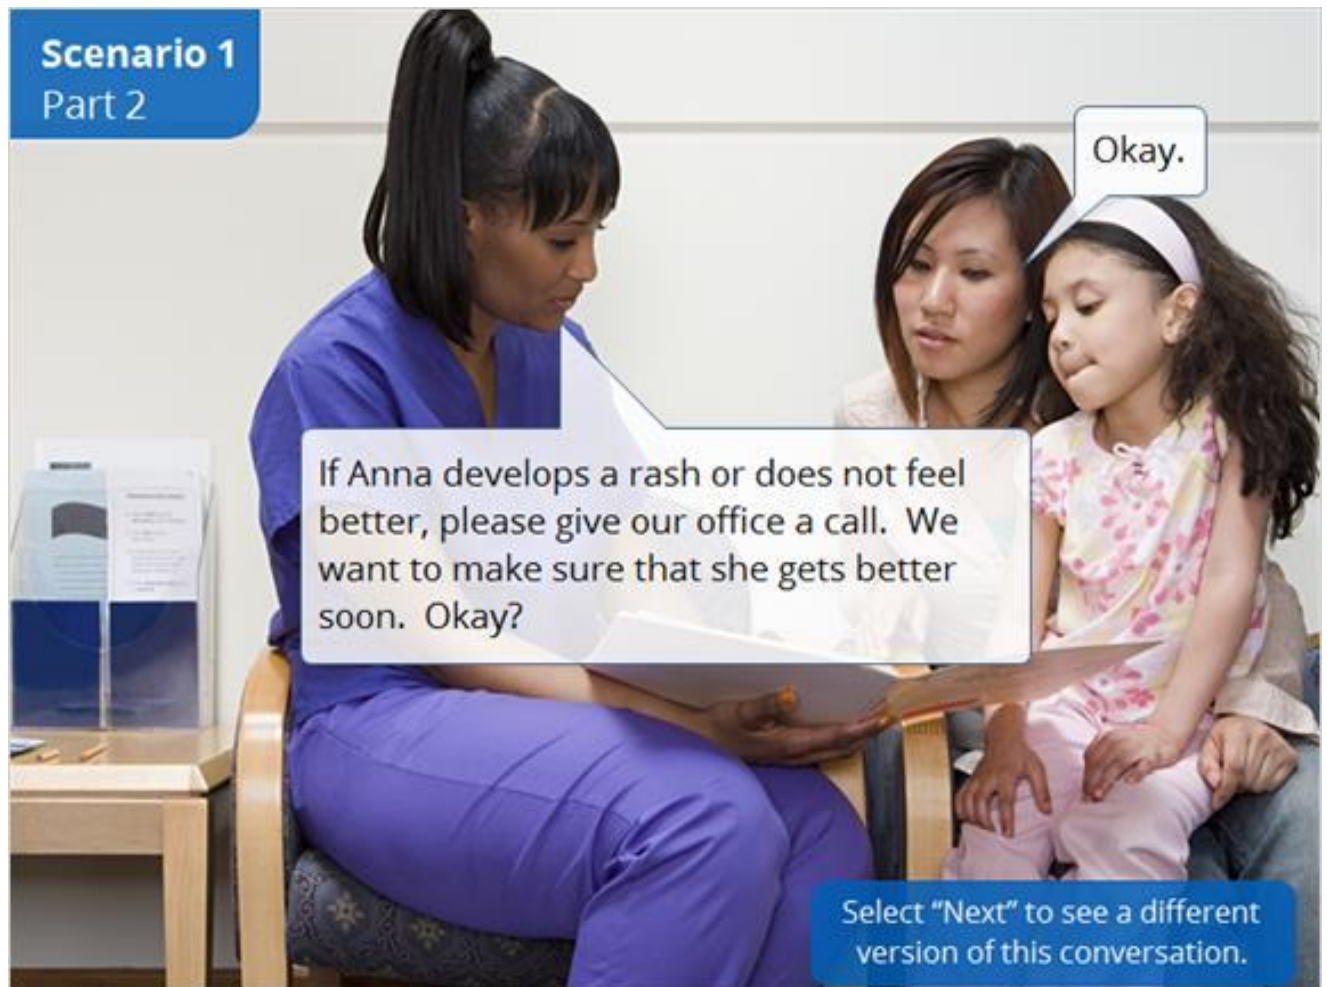 Scenario 1
Part 2
Okay.
If Anna develops a rash or does not feel
better, please give our office a call.  We
want to make sure that she gets better
soon.  Okay?
Select “Next” to see a different
version of this conversation.